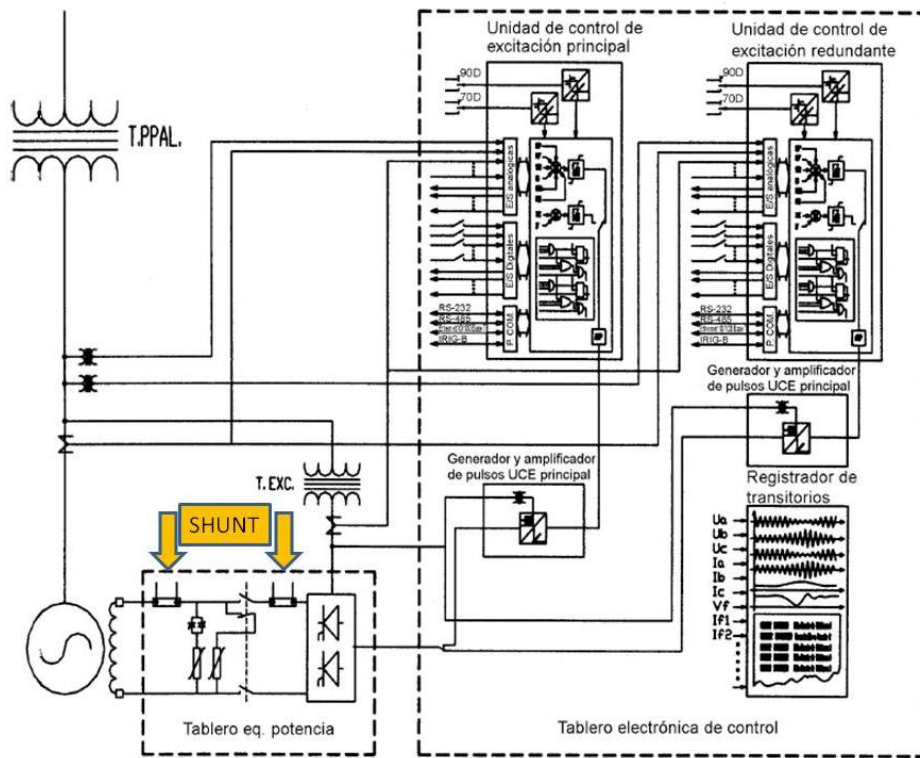 T.PPAL.
Unidad de control de
excitación principal
90D
70D
E/S analogicas
E/S Digitales
P. COM.
RS-232
RS-485
IRIG-B
Unidad de control de
excitación redundante
90D
70D
E/S analogicas
E/S Digitales
P. COM.
RS-232
RS-485
IRIG-B
Generador y amplificador
de pulsos UCE principal
T. EXC.
Generador y amplificador
de pulsos UCE principal
SHUNT
Registrador de
transitorios
Ua
Ub
Uc
Ia
Ib
Ic
Vf
If1
If2
Tablero eq. potencia
Tablero electrónica de control